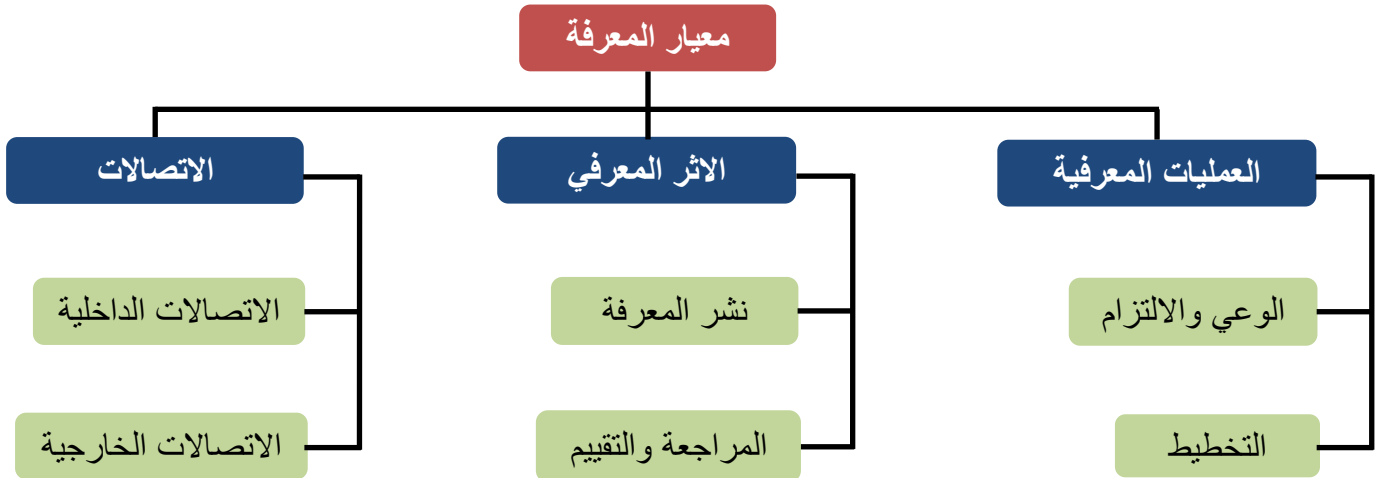 معيار المعرفة
العمليات المعرفية
الاثر المعرفي
الاتصالات
الوعي والالتزام
نشر المعرفة
الاتصالات الداخلية
التخطيط
المراجعة والتقييم
الاتصالات الخارجية